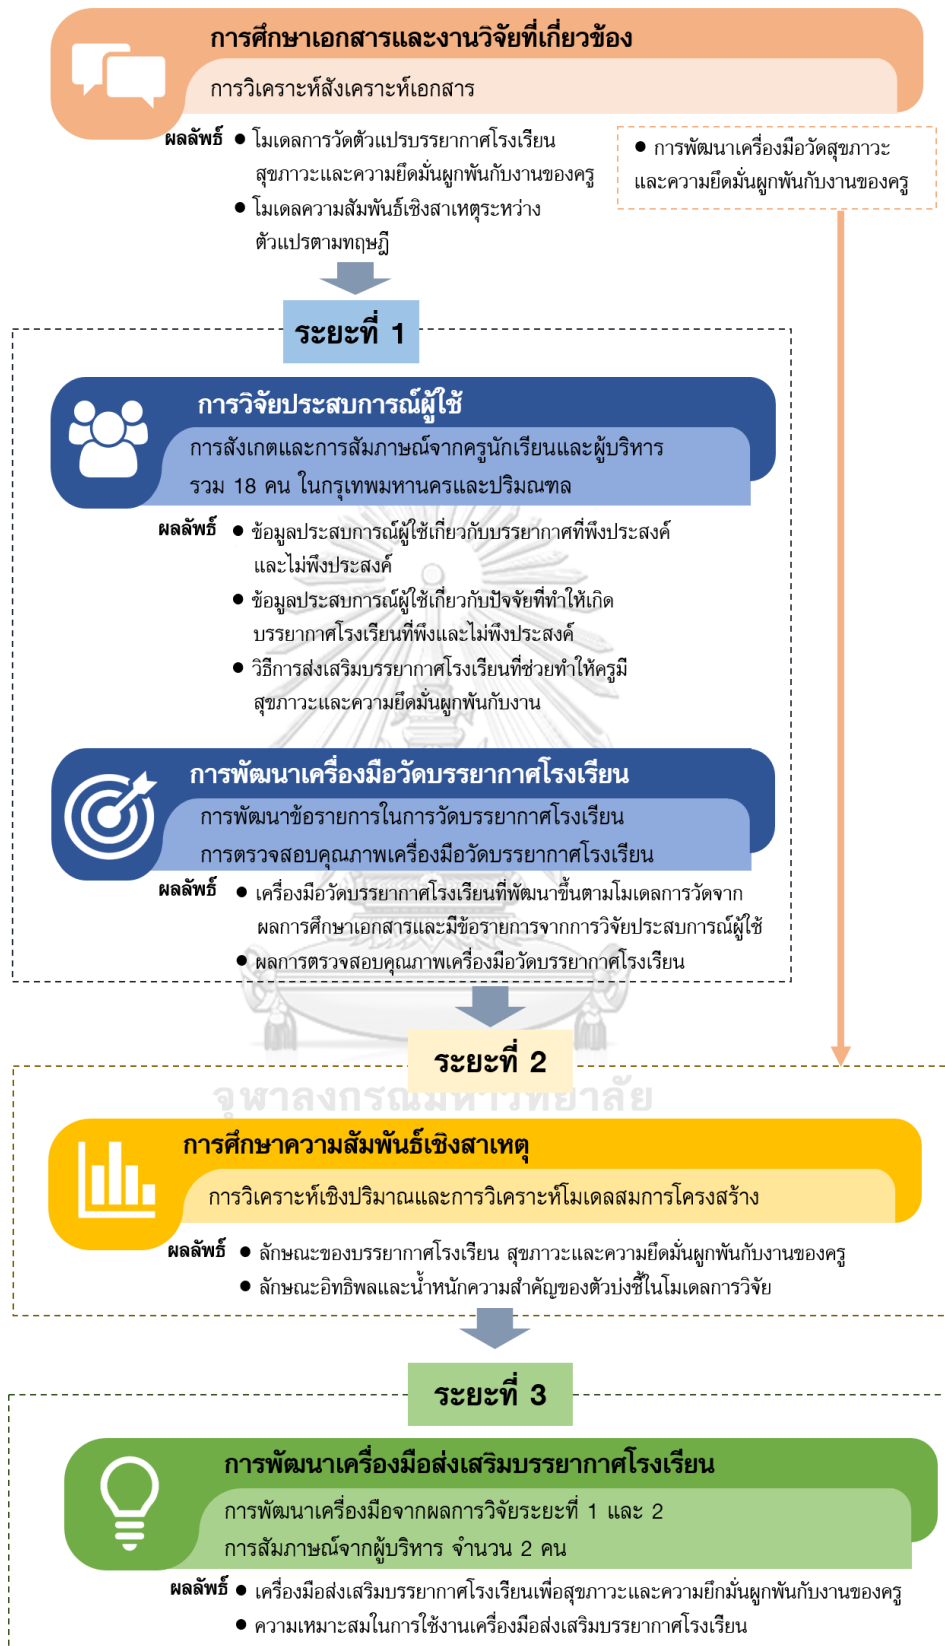 การศึกษาเอกสารและงานวิจัยที่เกี่ยวข้อง
การวิเคราะห์สังเคราะห์เอกสาร
ผลลัพธ์ ● โมเดลการวัดตัวแปรบรรยากาศโรงเรียน
สุขภาวะและความยึดมั่นผูกพันกับงานของครู
● โมเดลความสัมพันธ์เชิงสาเหตุระหว่าง
ตัวแปรตามทฤษฎี
● การพัฒนาเครื่องมือวัดสุขภาวะ
และความยึดมั่นผูกพันกับงานของครู
ระยะที่ 1
การวิจัยประสบการณ์ผู้ใช้
การสังเกตและการสัมภาษณ์จากครูนักเรียนและผู้บริหาร
รวม 18 คน ในกรุเทพมหานครและปริมณฑล
ผลลัพธ์ ● ข้อมูลประสบการณ์ผู้ใช้เกี่ยวกับบรรยากาศที่พึงประสงค์
และไม่พึงประสงค์
● ข้อมูลประสบการณ์ผู้ใช้เกี่ยวกับปัจจัยที่ทำให้เกิด
บรรยากาศโรงเรียนที่พึงและไม่พึงประสงค์
● วิธีการส่งเสริมบรรยากาศโรงเรียนที่ช่วยทำให้ครูมี
สุขภาวะและความยึดมั่นผูกพันกับงาน
การพัฒนาเครื่องมือวัดบรรยากาศโรงเรียน
การพัฒนาข้อรายการในการวัดบรรยากาศโรงเรียน
การตรวจสอบคุณภาพเครื่องมือวัดบรรยากาศโรงเรียน
ผลลัพธ์ ● เครื่องมือวัดบรรยากาศโรงเรียนที่พัฒนาขึ้นตามโมเดลการวัดจาก
ผลการศึกษาเอกสารและมีข้อรายการจากการวิจัยประสบการณ์ผู้ใช้
● ผลการตรวจสอบคุณภาพเครื่องมือวัดบรรยากาศโรงเรียน
ระยะที่ 2
จุฬาลงกรณ์มหาวิทยาลัย
การศึกษาความสัมพันธ์เชิงสาเหตุ
การวิเคราะห์เชิงปริมาณและการวิเคราะห์โมเดลสมการโครงสร้าง
ผลลัพธ์ ● ลักษณะของบรรยากาศโรงเรียน สุขภาวะและความยึดมั่นผูกพันกับงานของครู
● ลักษณะอิทธิพลและน้ำหนักความสำคัญของตัวบ่งชี้ในโมเดลการวิจัย
ระยะที่ 3
การพัฒนาเครื่องมือส่งเสริมบรรยากาศโรงเรียน
การพัฒนาเครื่องมือจากผลการวิจัยระยะที่ 1 และ 2
การสัมภาษณ์จากผู้บริหาร จำนวน 2 คน
ผลลัพธ์ ● เครื่องมือส่งเสริมบรรยากาศโรงเรียนเพื่อสุขภาวะและความยึกมั่นผูกพันกับงานของครู
● ความเหมาะสมในการใช้งานเครื่องมือส่งเสริมบรรยากาศโรงเรียน